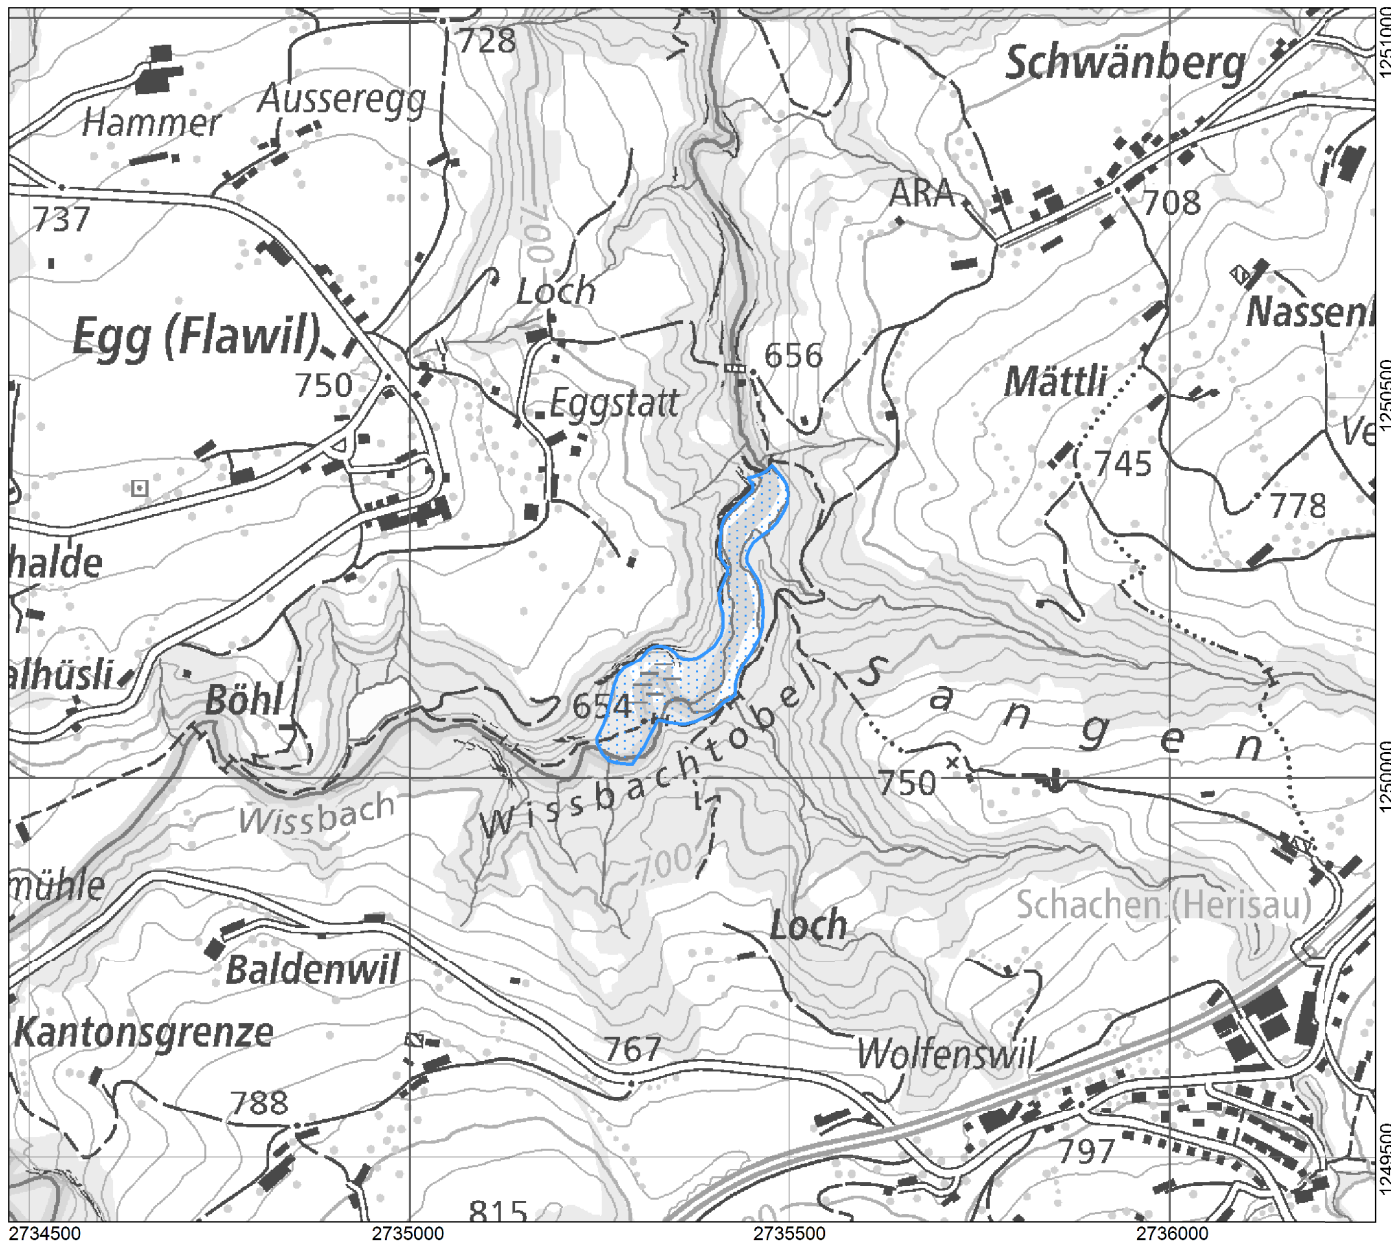 728
Schwänberg
1251000
Ausseregg
Hammer
ARA
708
737
700
Loch
Nassenl
Egg (Flawil)
656
750
Mättli
1250500
Eggstatt
Ve
745
778
halde
alhüsli
Böhl
654
Sangen
Wissbachtobel
750
1250000
Wissbach
700
mühle
Schachen (Herisau)
Loch
Baldenwil
Kantonsgrenze
767
Wolfenswil
788
797
1249500
815
2734500
2735000
2735500
2736000